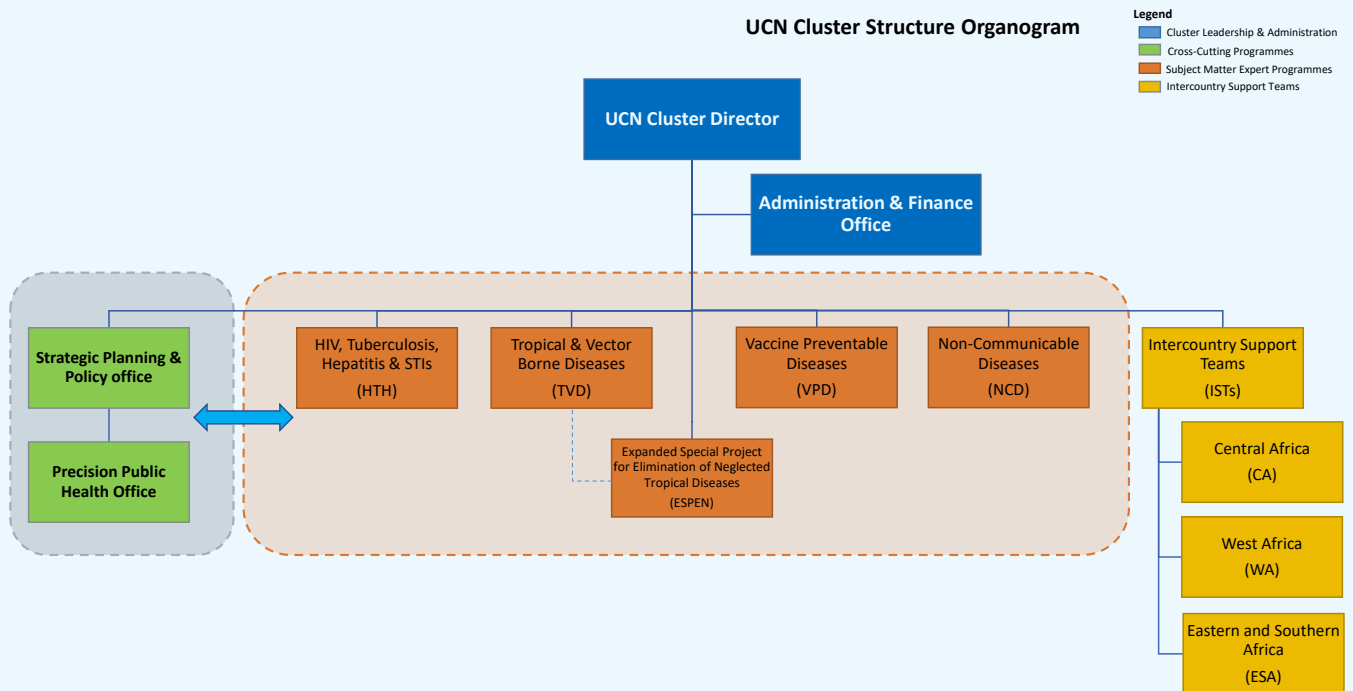 UCN Cluster Structure Organogram
Legend
Cluster Leadership & Administration
Cross-Cutting Programmes
Subject Matter Expert Programmes
Intercountry Support Teams
UCN Cluster Director
Administration & Finance
Office
Strategic Planning &
Policy office
Precision Public
Health Office
HIV, Tuberculosis,
Hepatitis & STIs
(HTH)
Tropical & Vector
Borne Diseases
(TVD)
Expanded Special Project
for Elimination of Neglected
Tropical Diseases
(ESPEN)
Vaccine Preventable
Diseases
(VPD)
Non-Communicable
Diseases
(NCD)
Intercountry Support
Teams
(ISTs)
Central Africa
(CA)
West Africa
(WA)
Eastern and Southern
Africa
(ESA)